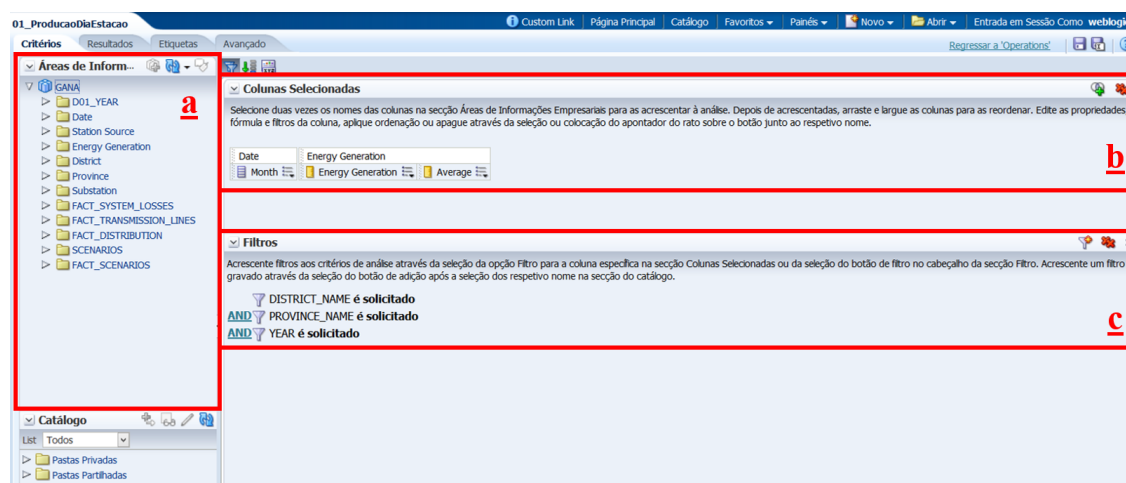 01_ProducaoDiaEstacao
Custom Link Página Principal Catálogo Favoritos Painéis Novo Abrir Entrada em Sessão Como weblogic
Critérios Resultados Etiquetas Avançado
Regressar a 'Operations'
Áreas de Inform...
GANA
D01_YEAR
Date
Station Source
Energy Generation
District
Province
Substation
FACT_SYSTEM_LOSSES
FACT_TRANSMISSION_LINES
FACT_DISTRIBUTION
SCENARIOS
FACT_SCENARIOS
a
Catálogo
List Todos
Pastas Privadas
Pastas Partilhadas
Colunas Selecionadas
Selecione duas vezes os nomes das colunas na secção Áreas de Informações Empresariais para as acrescentar à análise. Depois de acrescentadas, arraste e largue as colunas para as reordenar. Edite as propriedades
fórmula e filtros da coluna, aplique ordenação ou apague através da seleção ou colocação do apontador do rato sobre o botão junto ao respetivo nome.
Date Energy Generation
Month Energy Generation Average
b
Filtros
Acrescente filtros aos critérios de análise através da seleção da opção Filtro para a coluna específica na secção Colunas Selecionadas ou da seleção do botão de filtro no cabeçalho da secção Filtro. Acrescente um filtro
gravado através da seleção do botão de adição após a seleção dos respetivo nome na secção do catálogo.
DISTRICT_NAME é solicitado
AND PROVINCE_NAME é solicitado
AND YEAR é solicitado
c